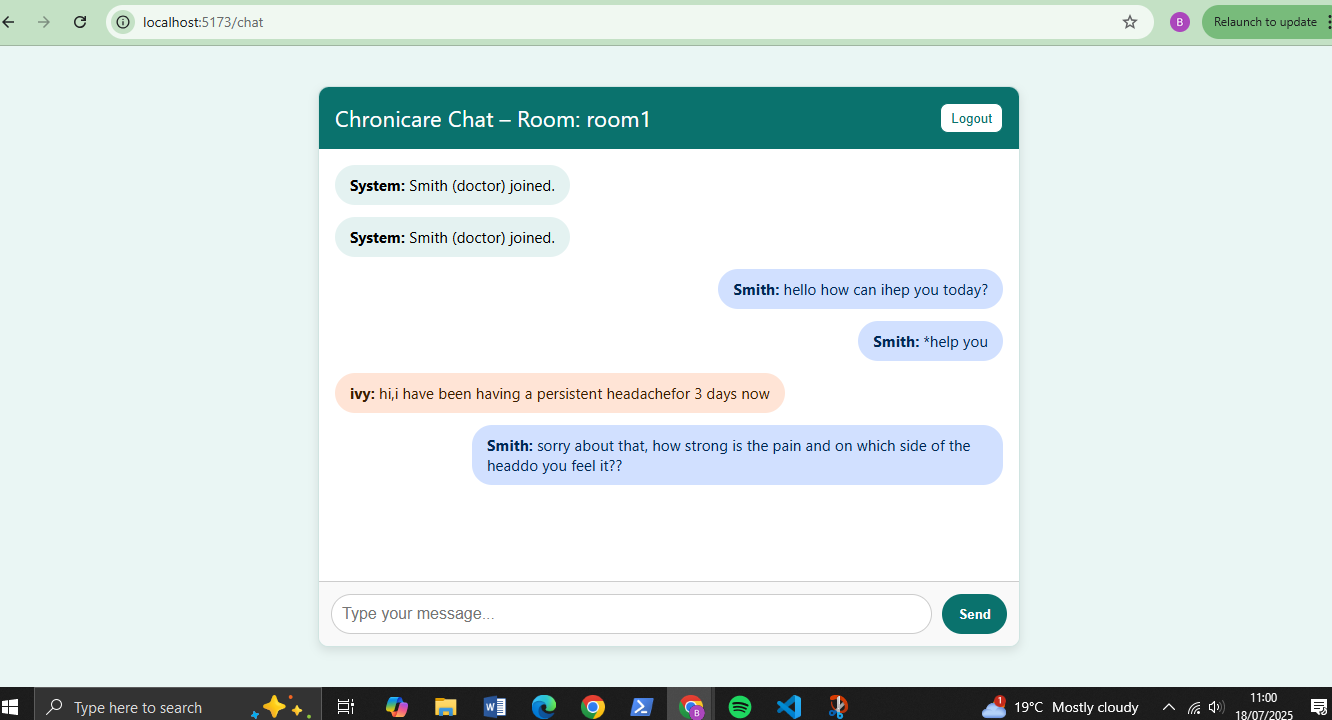 localhost:5173/chat
B
Relaunch to update
Chronicare Chat – Room: room1
Logout
System: Smith (doctor) joined.
System: Smith (doctor) joined.
Smith: hello how can ihep you today?
Smith: *help you
ivy: hi,i have been having a persistent headachefor 3 days now
Smith: sorry about that, how strong is the pain and on which side of the
headdo you feel it??
Type your message...
Send
Type here to search
B
1
19°C Mostly cloudy
11:00
18/07/2025